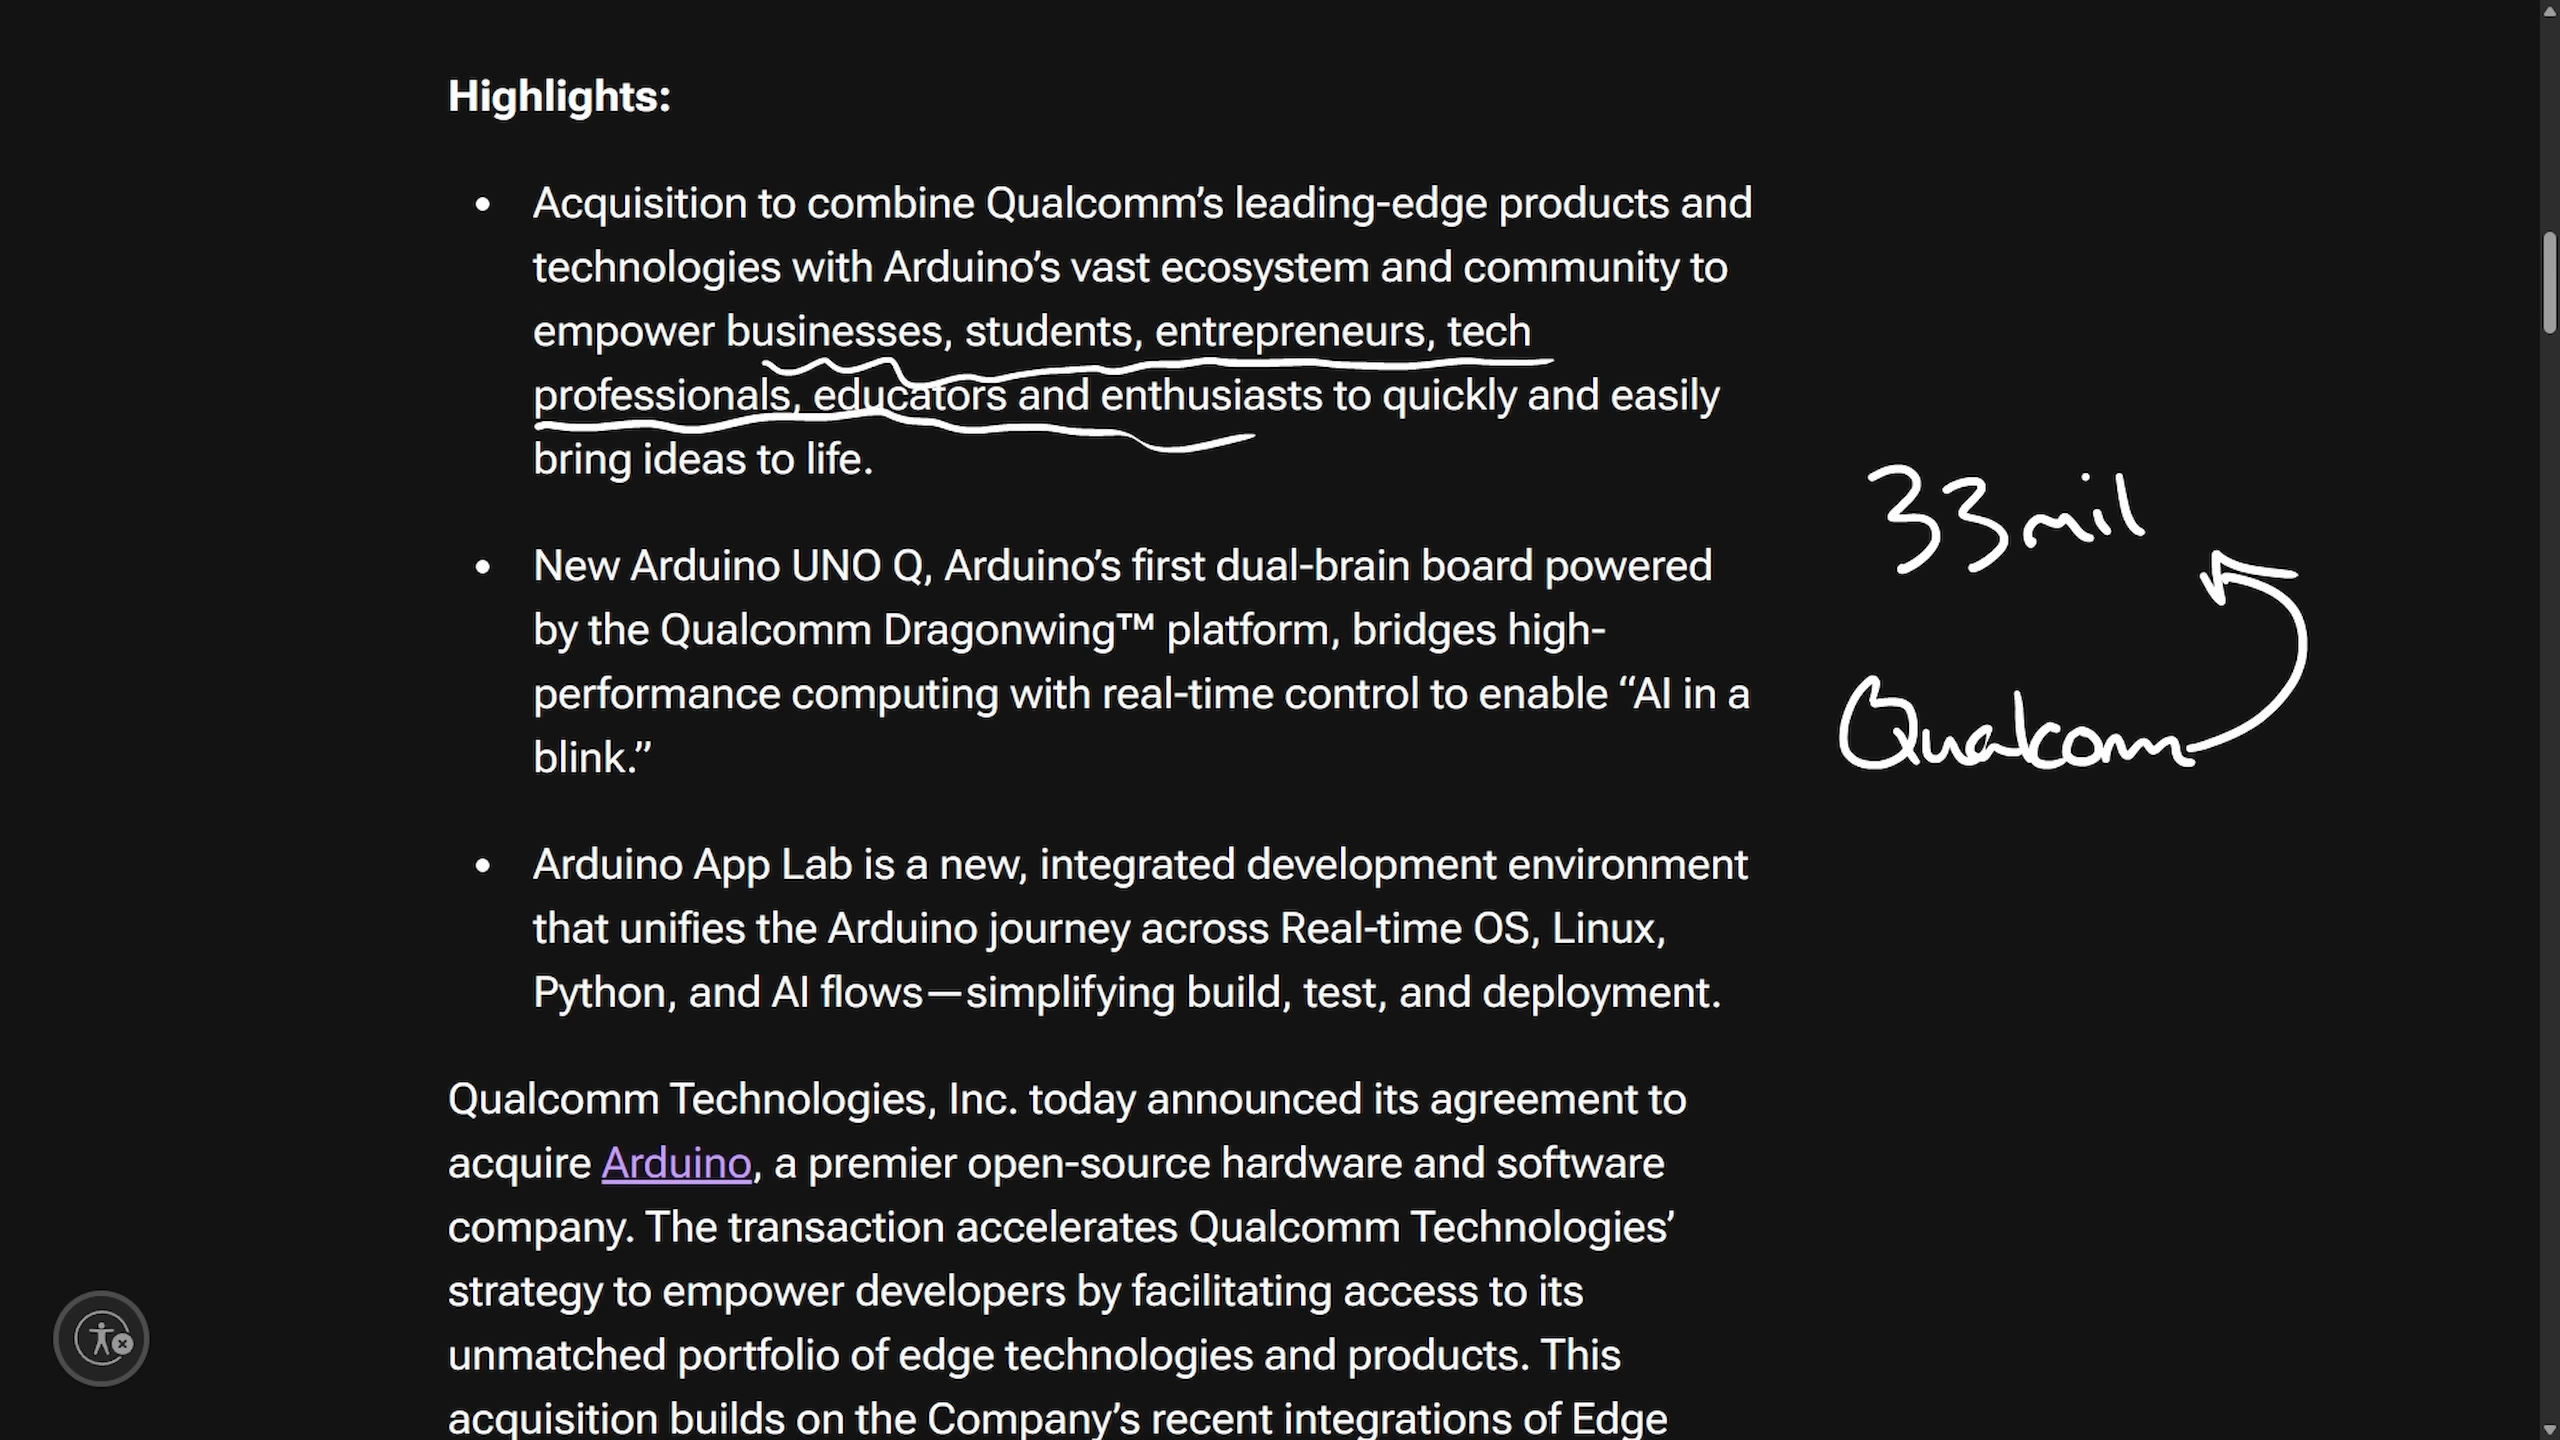 Highlights:
• Acquisition to combine Qualcomm’s leading-edge products and
technologies with Arduino’s vast ecosystem and community to
empower businesses, students, entrepreneurs, tech
professionals, educators and enthusiasts to quickly and easily
bring ideas to life.
• New Arduino UNO Q, Arduino’s first dual-brain board powered
by the Qualcomm Dragonwing™ platform, bridges high-
performance computing with real-time control to enable “AI in a
blink.”
• Arduino App Lab is a new, integrated development environment
that unifies the Arduino journey across Real-time OS, Linux,
Python, and AI flows—simplifying build, test, and deployment.
Qualcomm Technologies, Inc. today announced its agreement to
acquire Arduino, a premier open-source hardware and software
company. The transaction accelerates Qualcomm Technologies’
strategy to empower developers by facilitating access to its
unmatched portfolio of edge technologies and products. This
acquisition builds on the Company’s recent integrations of Edge
33mil
Qualcomm